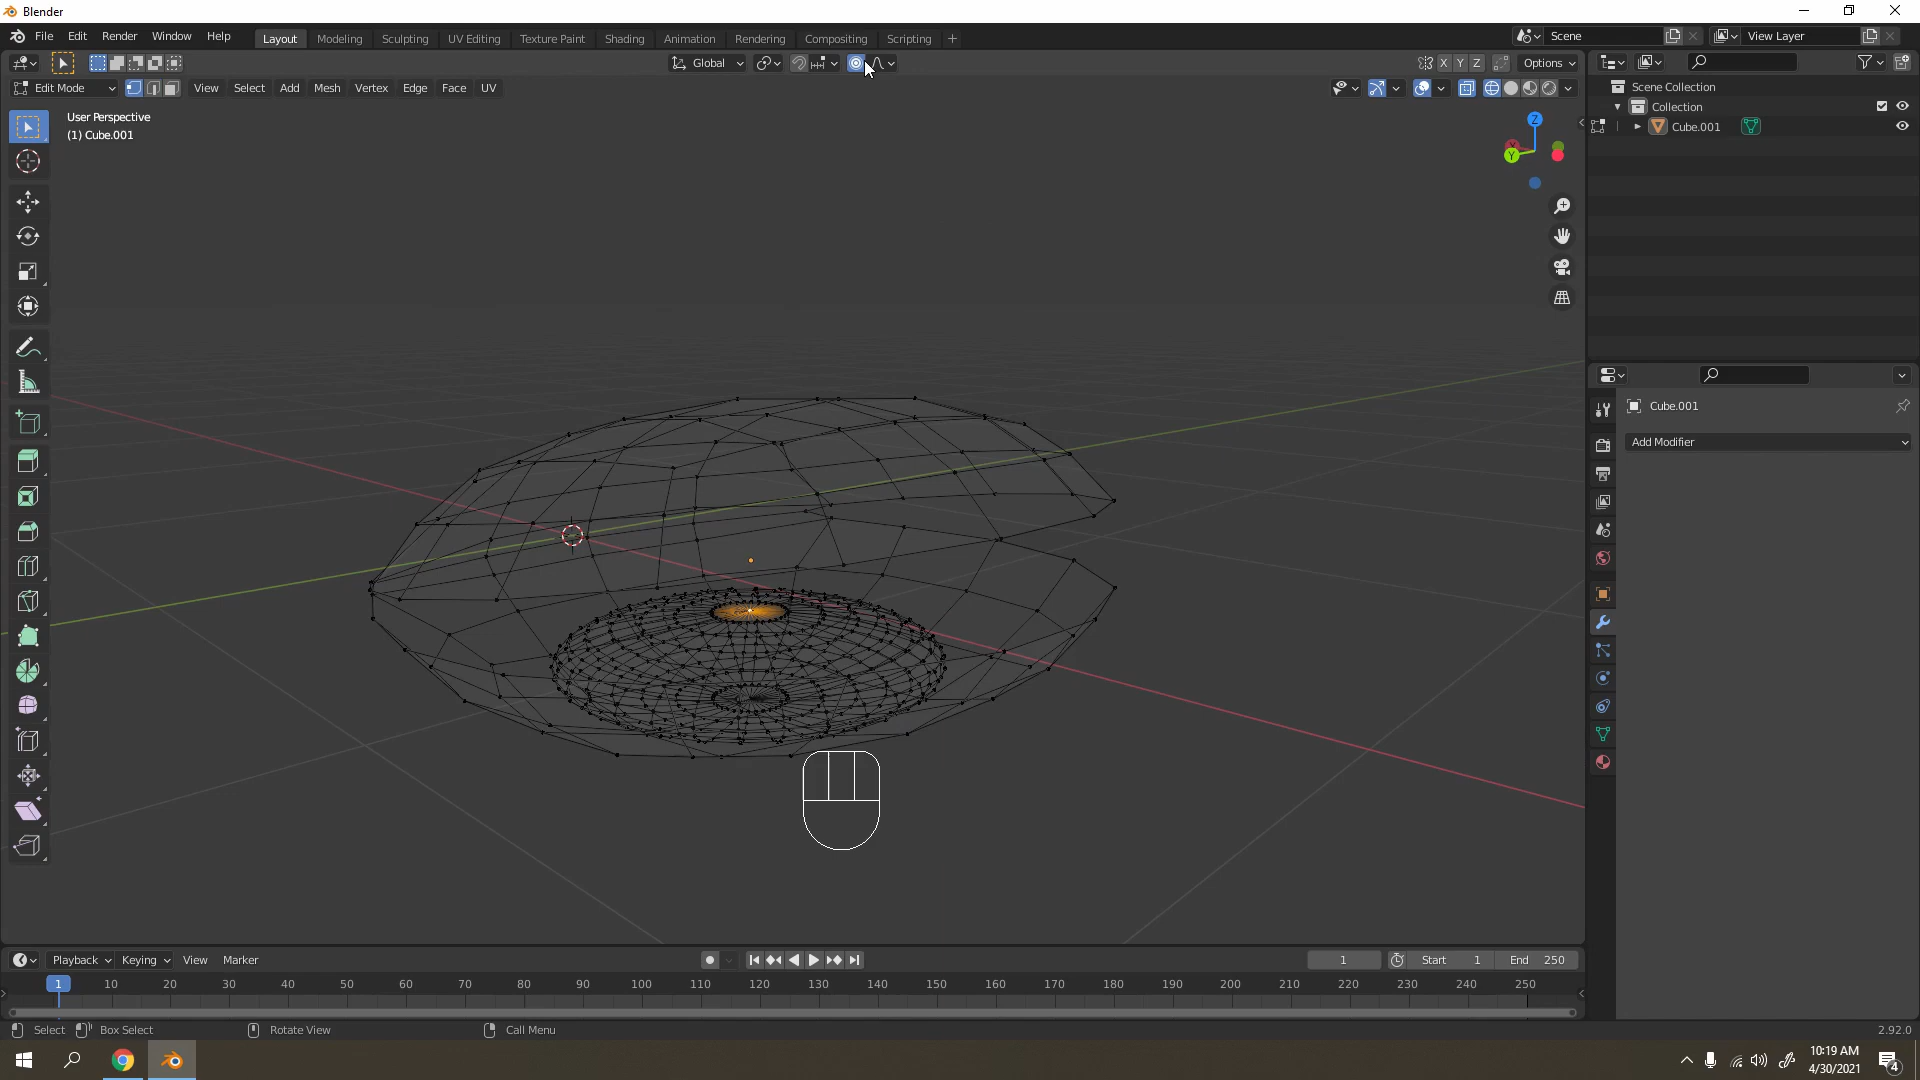 Blender
File Edit Render Window Help
Layout Modeling Sculpting UV Editing Texture Paint Shading Animation Rendering Compositing Scripting +
Scene
View Layer
Global
X Y Z
Options
Edit Mode
View Select Add Mesh Vertex Edge Face UV
User Perspective
(1) Cube.001
Z
Y
Scene Collection
Collection
Cube.001
Cube.001
Add Modifier
Playback Keying View Marker
1
Start 1
End 250
1 10 20 30 40 50 60 70 80 90 100 110 120 130 140 150 160 170 180 190 200 210 220 230 240 250
Select Box Select Rotate View Call Menu
2.92.0
10:19 AM
4/30/2021
4